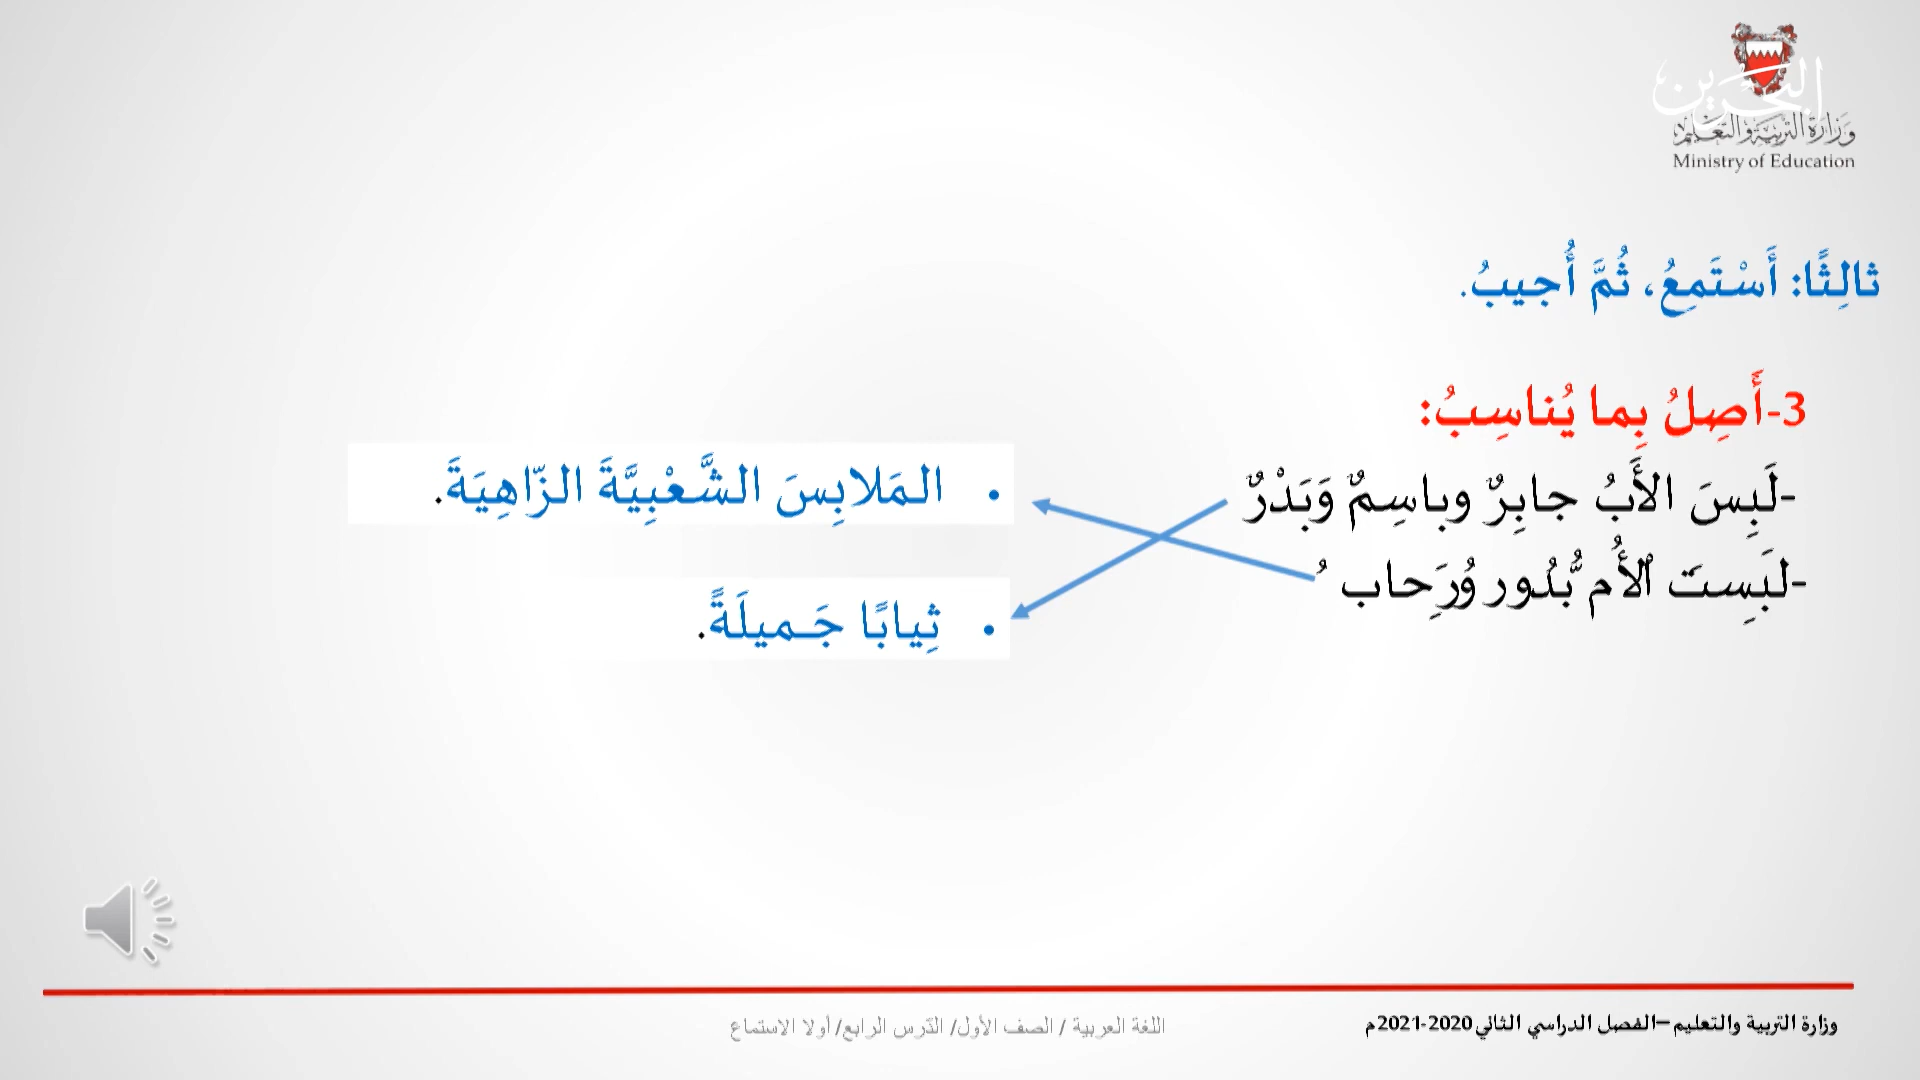 البحرين
وزارة التربية والتعليم
Ministry of Education
ثالِثًا: أَسْتَمِعُ، ثُمَّ أُجيبُ.
3-أَصِلُ بِما يُناسِبُ:
-لَبِسَ الأَبُ جابِرٌ وباسِمٌ وَبَدْرٌ
• المَلابِسَ الشَّعْبِيَّةَ الزّاهِيَةَ.
-لَبِستَ الأُم بُّدُور وُرَِحاب ُ
• ثِيابًا جَميلَةً.
وزارة التربية والتعليم –الفصل الدراسي الثاني 2020-2021م
اللغة العربية / الصف الأول/ الدّرس الرابع/ أولا الاستماع